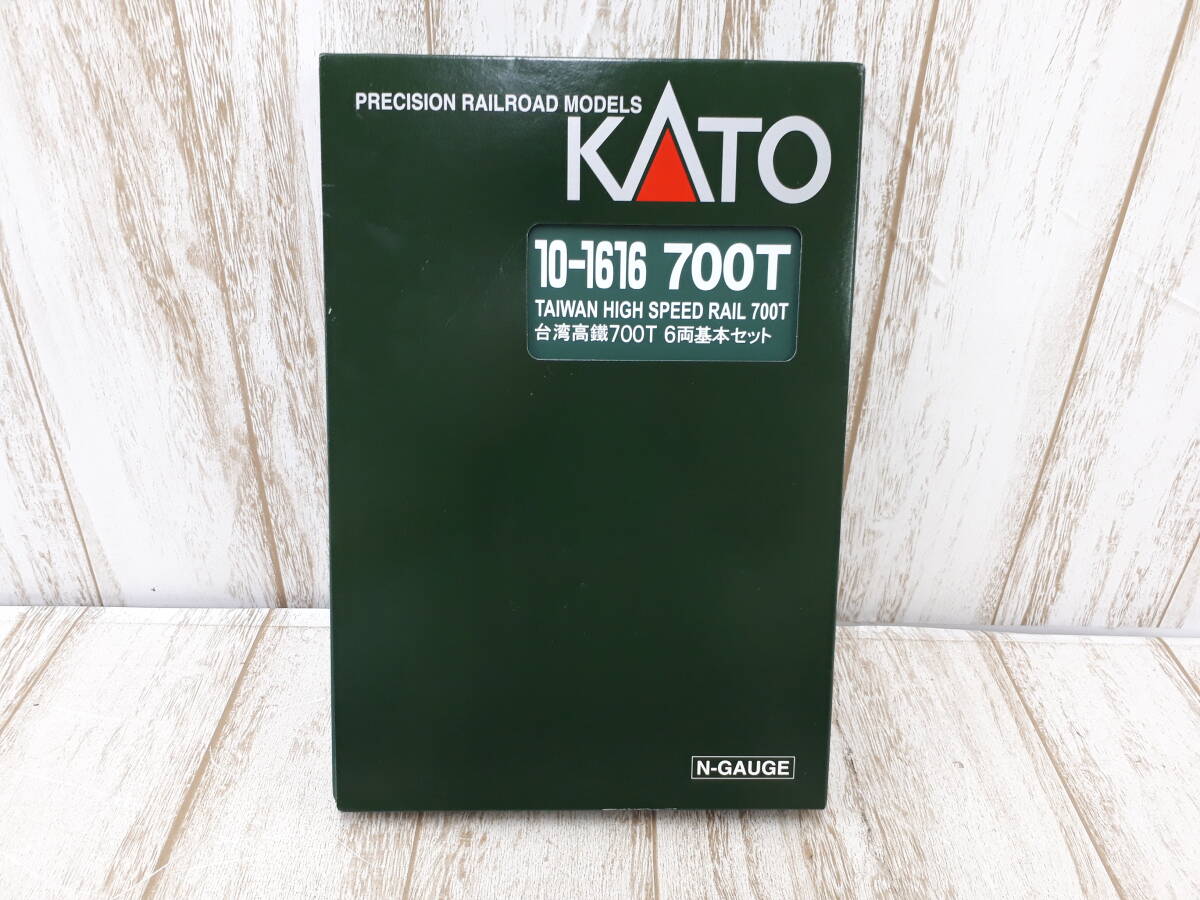 PRECISION RAILROAD MODELS
KATO
10-1616 700T
TAIWAN HIGH SPEED RAIL 700T
台湾高鐵700T 6両基本セット
N-GAUGE